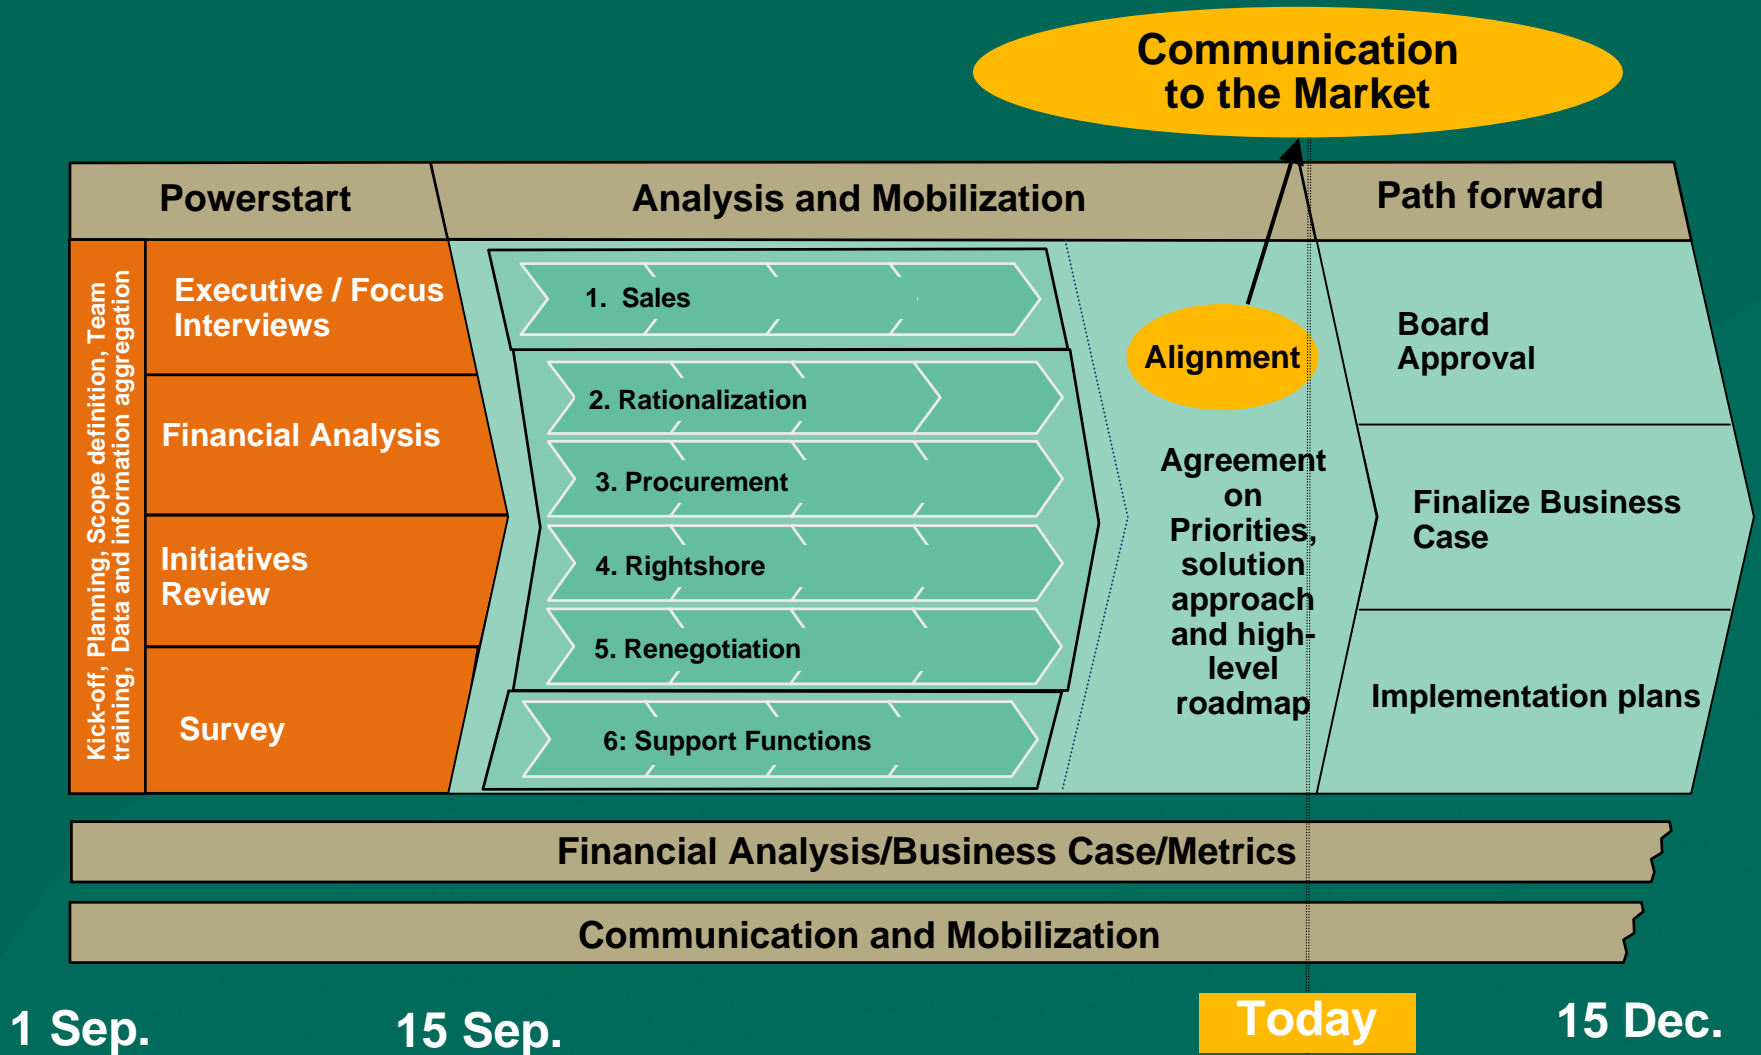 Communication
to the Market
Powerstart
Analysis and Mobilization
Path forward
Kick-off, Planning, Scope definition, Team
training,  Data and information aggregation
Executive / Focus
Interviews
Financial Analysis
Initiatives
Review
Survey
1.  Sales
2. Rationalization
3. Procurement
4. Rightshore
5. Renegotiation
6: Support Functions
Alignment
Agreement
on
Priorities,
solution
approach
and high-
level
roadmap
Board
Approval
Finalize Business
Case
Implementation plans
Financial Analysis/Business Case/Metrics
Communication and Mobilization
1 Sep.
15 Sep.
Today
15 Dec.